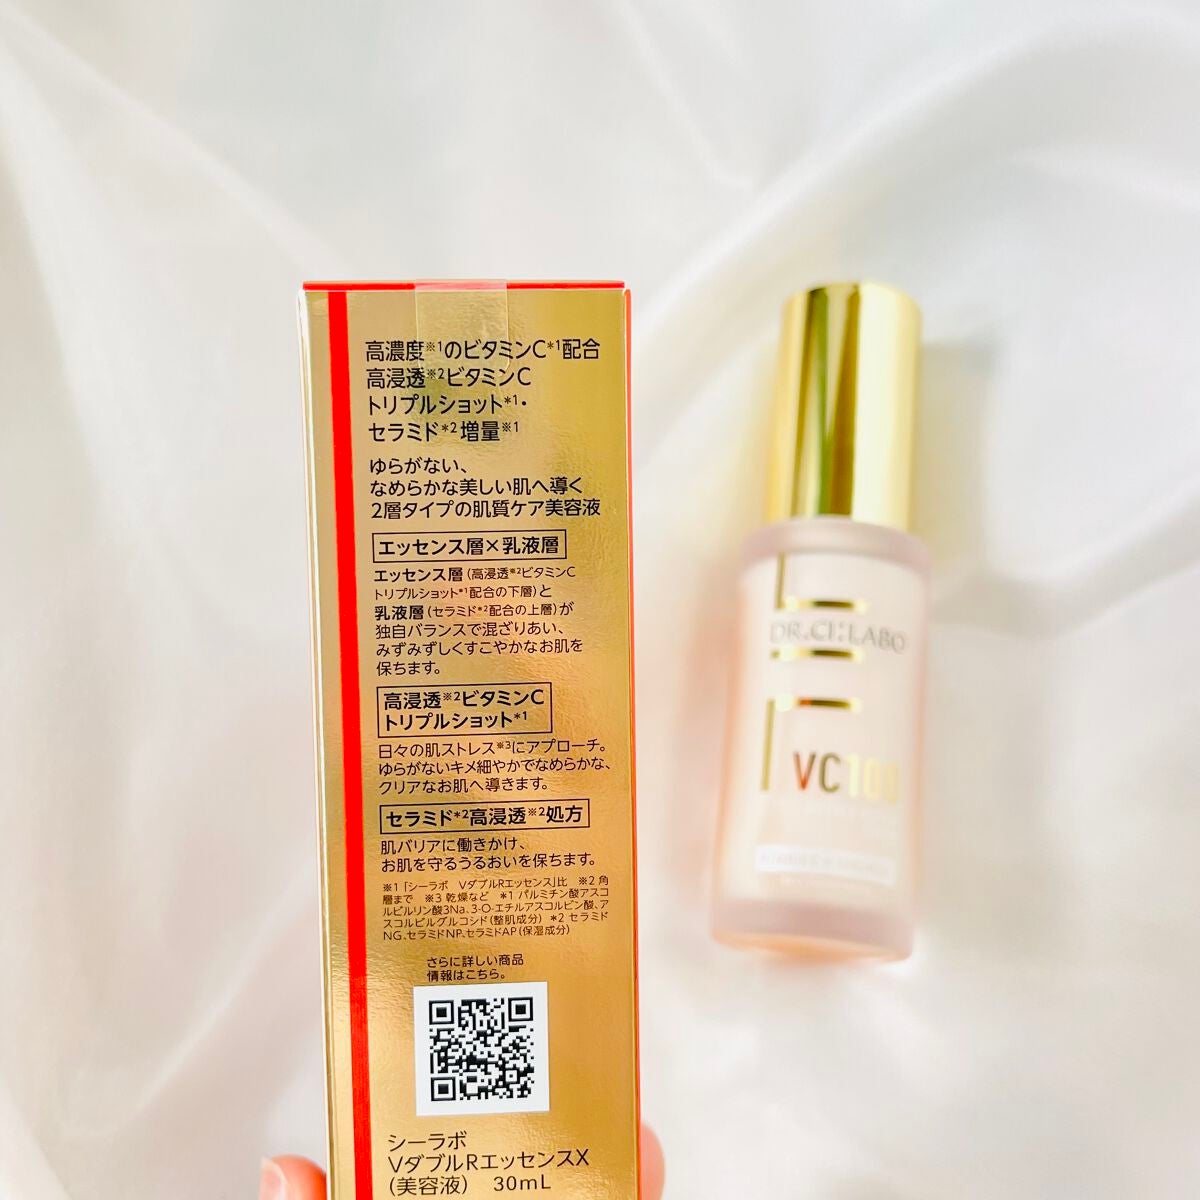 高濃度※1のビタミンC*1配合
高浸透※2ビタミンC
トリプルショット*1・
セラミド*2増量※1
ゆらがない、
なめらかな美しい肌へ導く
2層タイプの肌質ケア美容液
エッセンス層×乳液層
エッセンス層(高浸透※2ビタミンC
トリプルショット*1配合の下層)と
乳液層(セラミド*2配合の上層)が
独自バランスで混ざりあい、
みずみずしくすこやかなお肌を
保ちます。
高浸透※2ビタミンC
トリプルショット*1
日々の肌ストレス※3にアプローチ。
ゆらがないキメ細やかでなめらかな、
クリアなお肌へ導きます。
セラミド*2高浸透※2処方
肌バリアに働きかけ、
お肌を守るうるおいを保ちます。
※1「シーラボ VダブルRエッセンス」比 ※2 角
層まで ※3 乾燥など *1 パルミチン酸アスコ
ルビルリン酸3Na、3-O-エチルアスコルビン酸、ア
スコルビルグルコシド(整肌成分) *2 セラミド
NG、セラミドNP、セラミドAP(保湿成分)
さらに詳しい商品
情報はこちら。
シーラボ
VダブルRエッセンスX
(美容液) 30mL
DR.CI:LABO
VC100